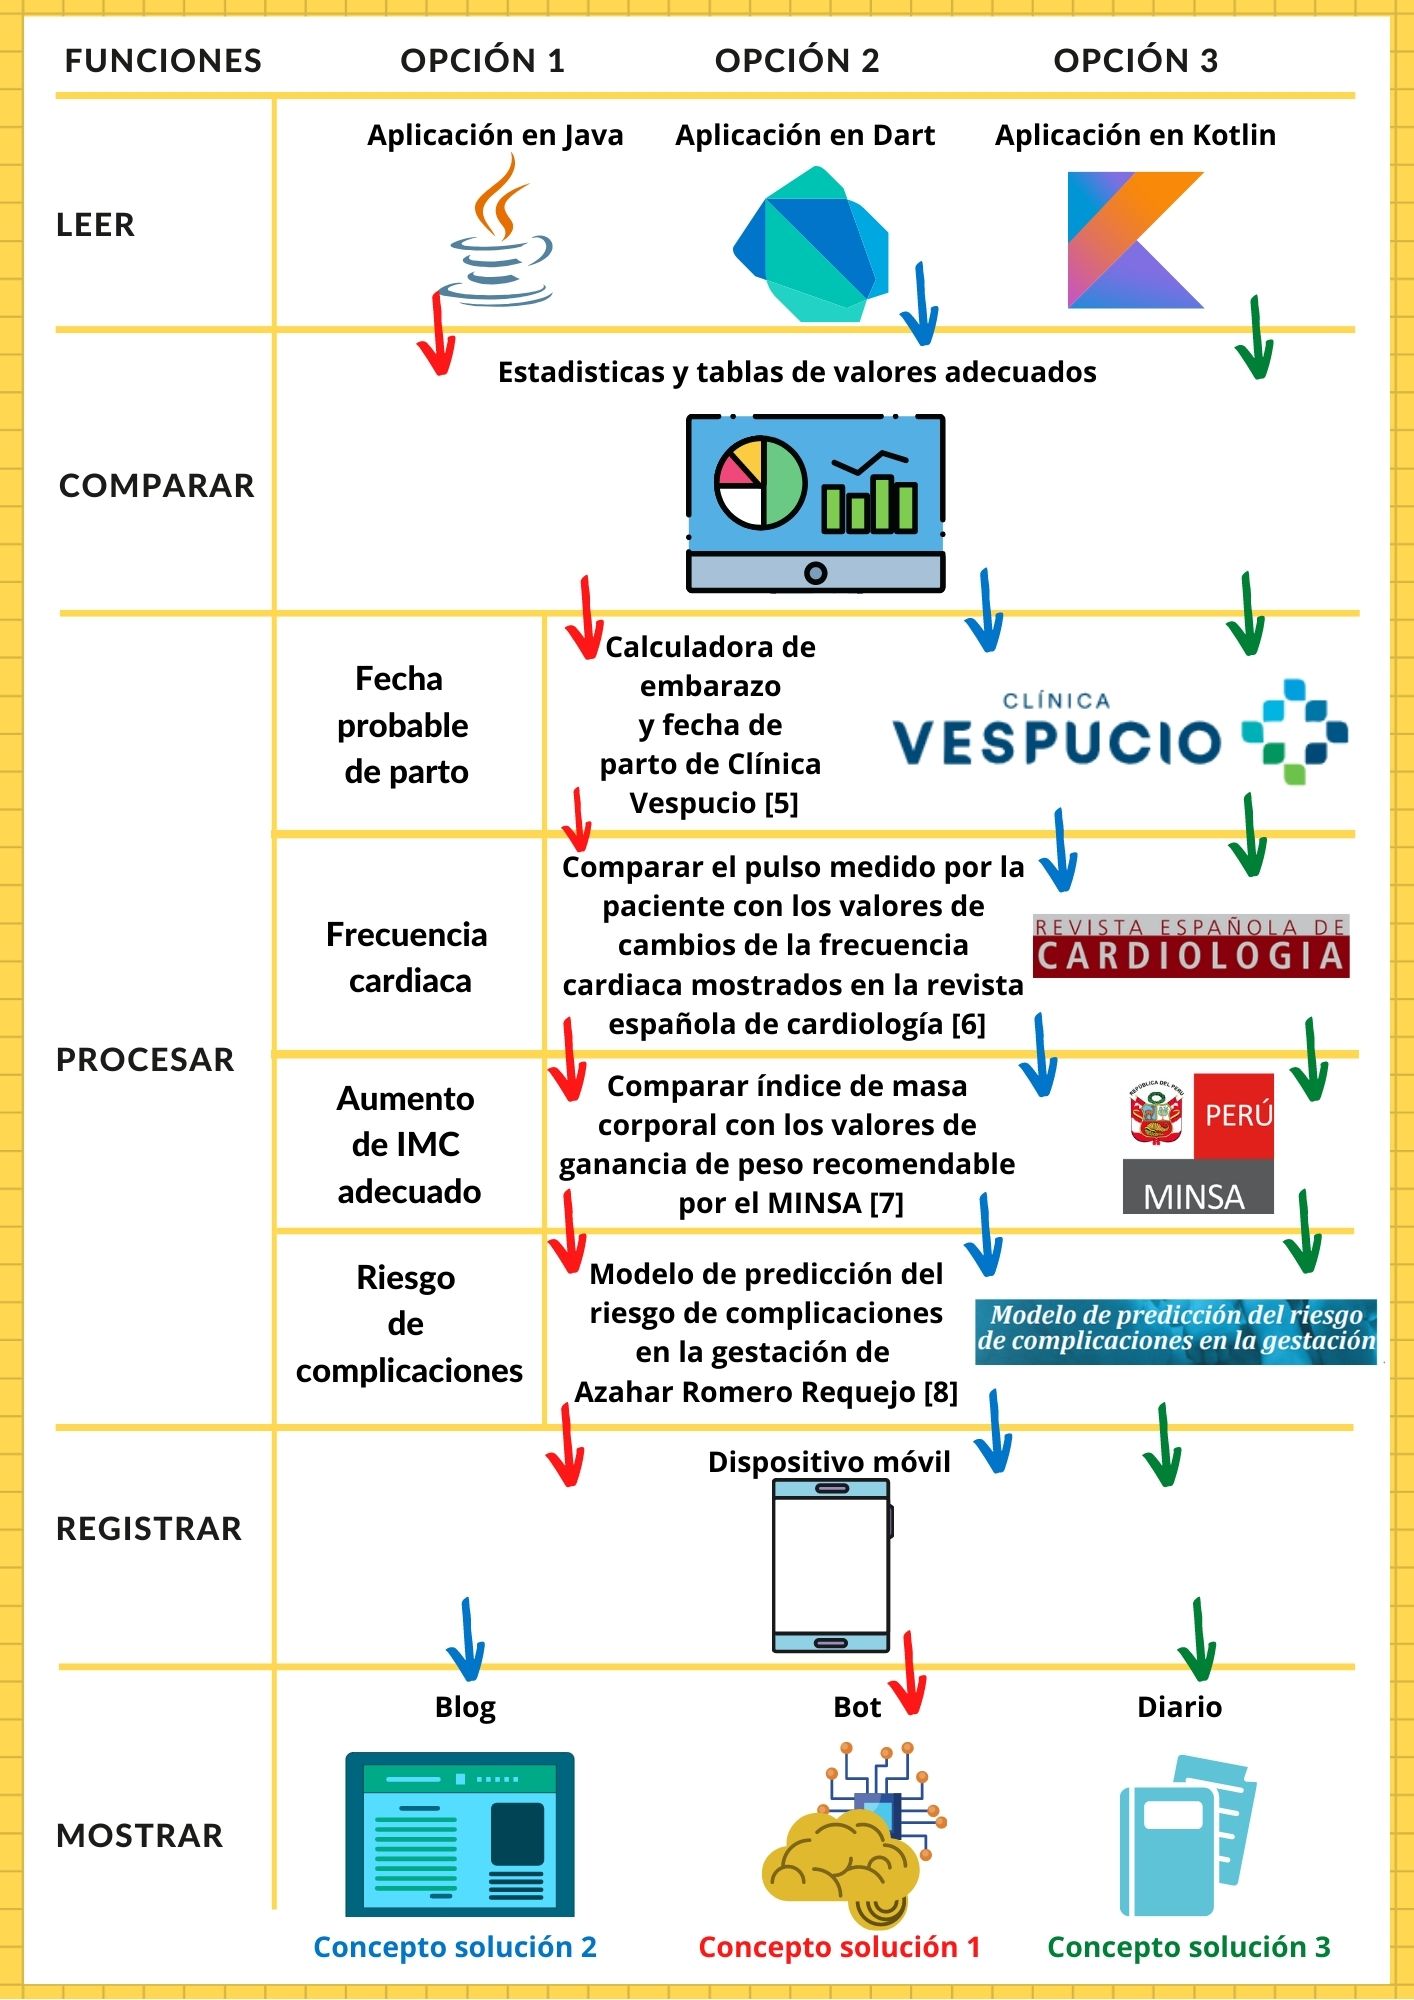 FUNCIONES
OPCIÓN 1
OPCIÓN 2
OPCIÓN 3
LEER
Aplicación en Java
Aplicación en Dart
Aplicación en Kotlin
COMPARAR
Estadisticas y tablas de valores adecuados
PROCESAR
Fecha
probable
de parto
Calculadora de
embarazo
y fecha de
parto de Clínica
Vespucio [5]
CLÍNICA
VESPUCIO
Frecuencia
cardiaca
Comparar el pulso medido por la
paciente con los valores de
cambios de la frecuencia
cardiaca mostrados en la revista
española de cardiología [6]
REVISTA ESPAÑOLA DE
CARDIOLOGIA
Aumento
de IMC
adecuado
Comparar índice de masa
corporal con los valores de
ganancia de peso recomendable
por el MINSA [7]
REPÚBLICA DEL PERÚ
PERÚ
MINSA
Riesgo
de
complicaciones
Modelo de predicción del
riesgo de complicaciones
en la gestación de
Azahar Romero Requejo [8]
Modelo de predicción del riesgo
de complicaciones en la gestación
REGISTRAR
Dispositivo móvil
MOSTRAR
Blog
Bot
Diario
Concepto solución 2
Concepto solución 1
Concepto solución 3